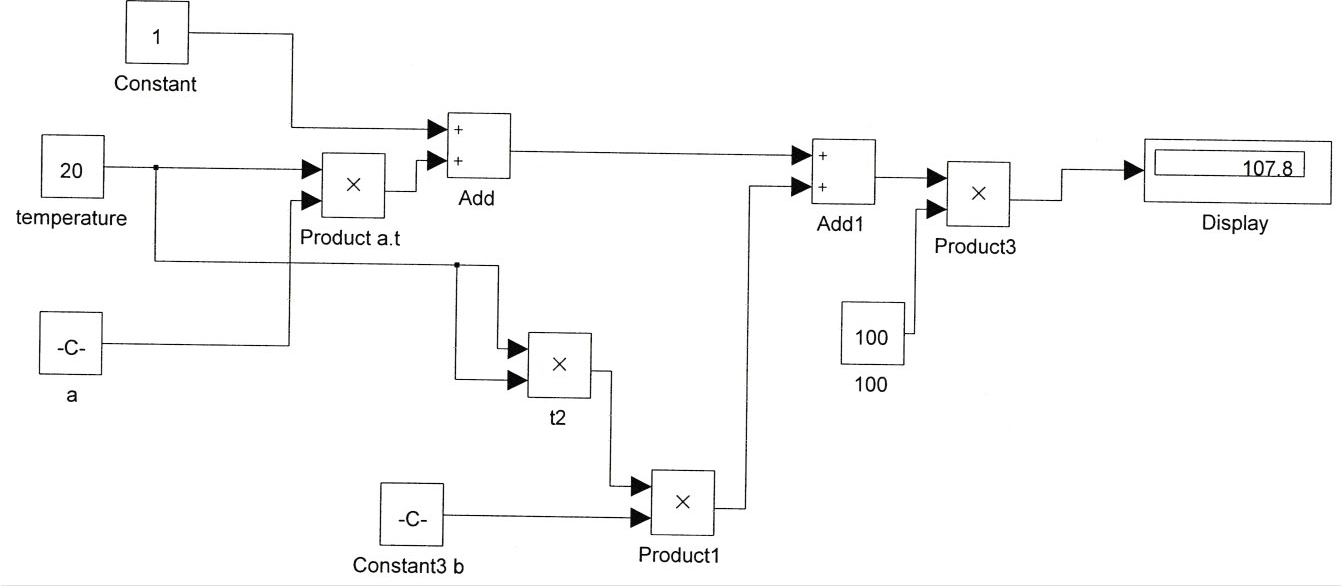 1
Constant
20
temperature
×
Product a.t
+
+
Add
+
+
Add1
×
Product3
107.8
Display
-C-
a
×
t2
100
100
-C-
Constant3 b
×
Product1